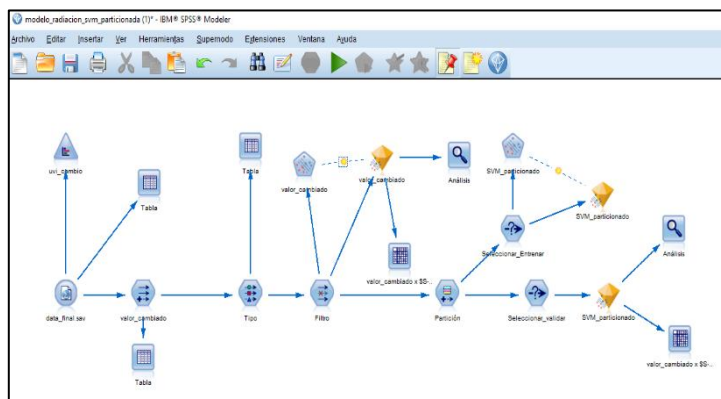 modelo_radiacion_svm_particionada (1)* - IBM® SPSS® Modeler
Archivo Editar Insertar Ver Herramientas Supernodo Extensiones Ventana Ayuda
uvi_cambio
Tabla
Tabla
valor_cambiado
valor_cambiado
Análisis
SVM_particionado
SVM_particionado
Seleccionar_Entrenar
Análisis
valor_cambiado x $S-...
data_final.sav
valor_cambiado
Tipo
Filtro
Partición
Seleccionar_validar
SVM_particionado
Tabla
valor_cambiado x $S-...